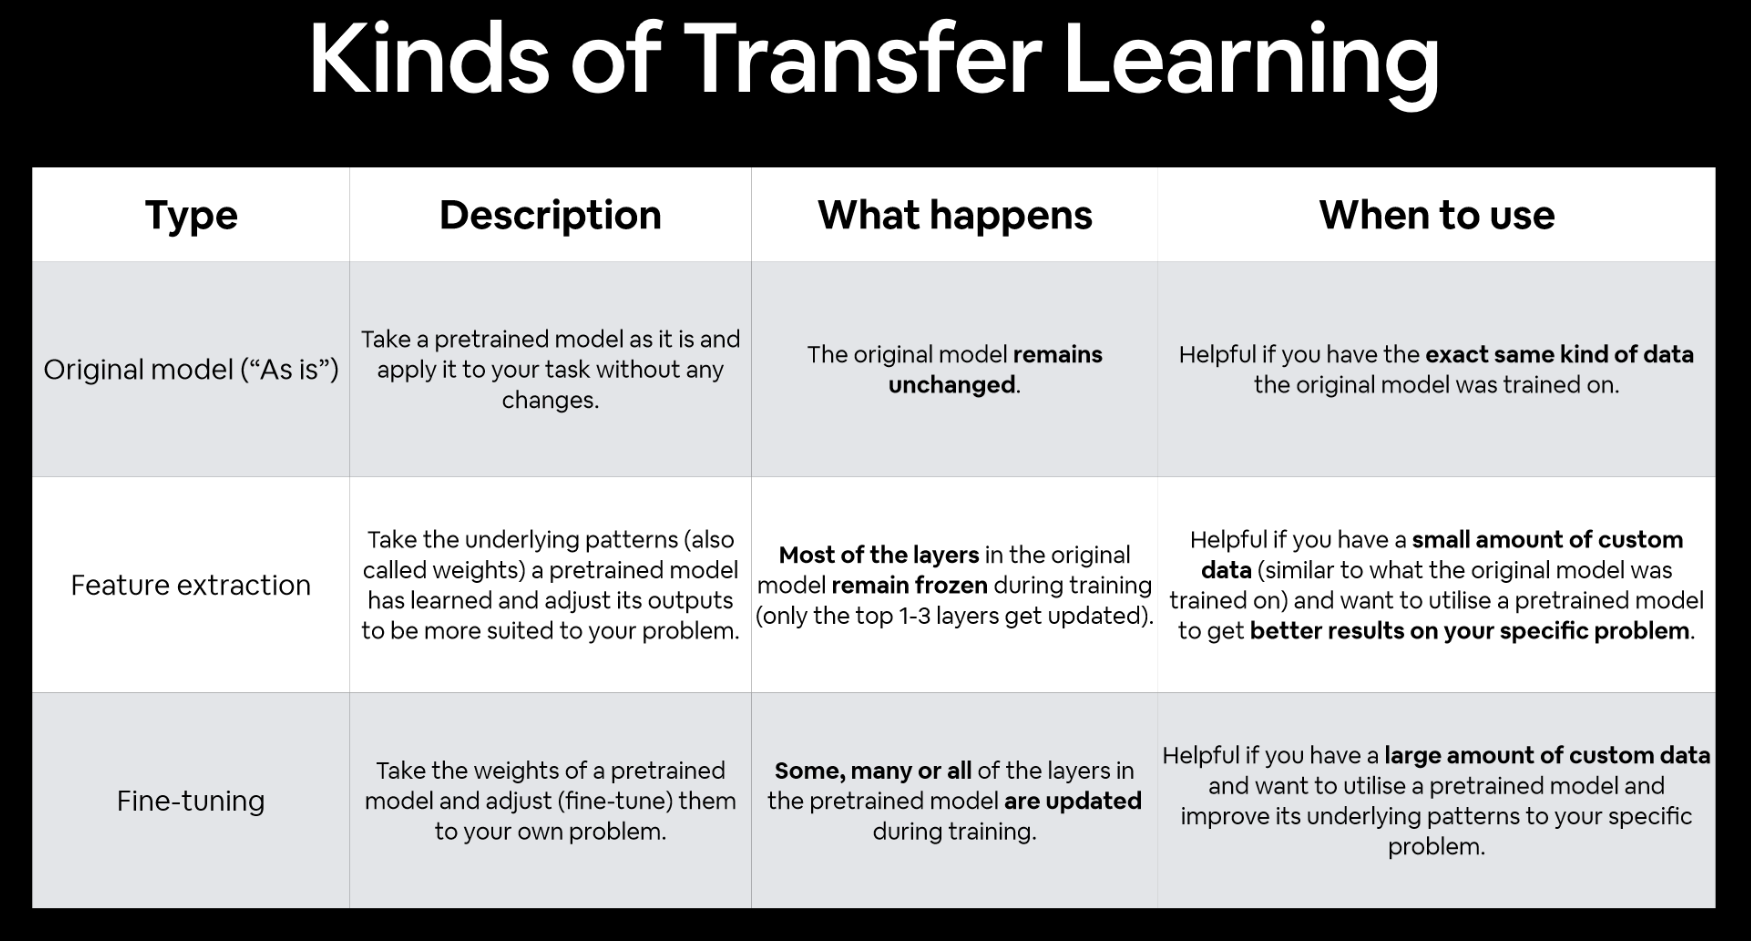 Kinds of Transfer Learning
Type
Description
What happens
When to use
Original model (“As is”)
Take a pretrained model as it is and
apply it to your task without any
changes.
The original model remains
unchanged.
Helpful if you have the exact same kind of data
the original model was trained on.
Feature extraction
Take the underlying patterns (also
called weights) a pretrained model
has learned and adjust its outputs
to be more suited to your problem.
Most of the layers in the original
model remain frozen during training
(only the top 1-3 layers get updated).
Helpful if you have a small amount of custom
data (similar to what the original model was
trained on) and want to utilise a pretrained model
to get better results on your specific problem.
Fine-tuning
Take the weights of a pretrained
model and adjust (fine-tune) them
to your own problem.
Some, many or all of the layers in
the pretrained model are updated
during training.
Helpful if you have a large amount of custom data
and want to utilise a pretrained model and
improve its underlying patterns to your specific
problem.